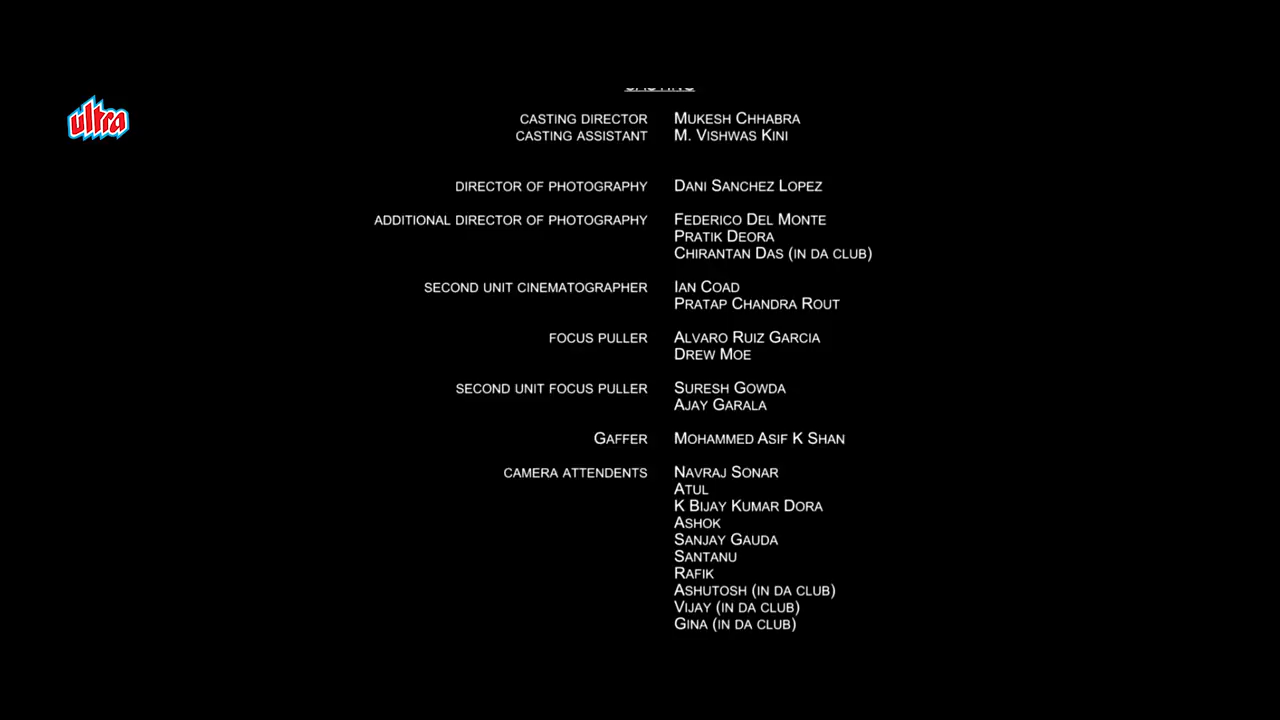 ultra
CASTING
CASTING DIRECTOR MUKESH CHHABRA
CASTING ASSISTANT M. VISHWAS KINI
DIRECTOR OF PHOTOGRAPHY DANI SANCHEZ LOPEZ
ADDITIONAL DIRECTOR OF PHOTOGRAPHY FEDERICO DEL MONTE
PRATIK DEORA
CHIRANTAN DAS (IN DA CLUB)
SECOND UNIT CINEMATOGRAPHER IAN COAD
PRATAP CHANDRA ROUT
FOCUS PULLER ALVARO RUIZ GARCIA
DREW MOE
SECOND UNIT FOCUS PULLER SURESH GOWDA
AJAY GARALA
GAFFER MOHAMMED ASIF K SHAN
CAMERA ATTENDENTS NAVRAJ SONAR
ATUL
K BIJAY KUMAR DORA
ASHOK
SANJAY GAUDA
SANTANU
RAFIK
ASHUTOSH (IN DA CLUB)
VIJAY (IN DA CLUB)
GINA (IN DA CLUB)